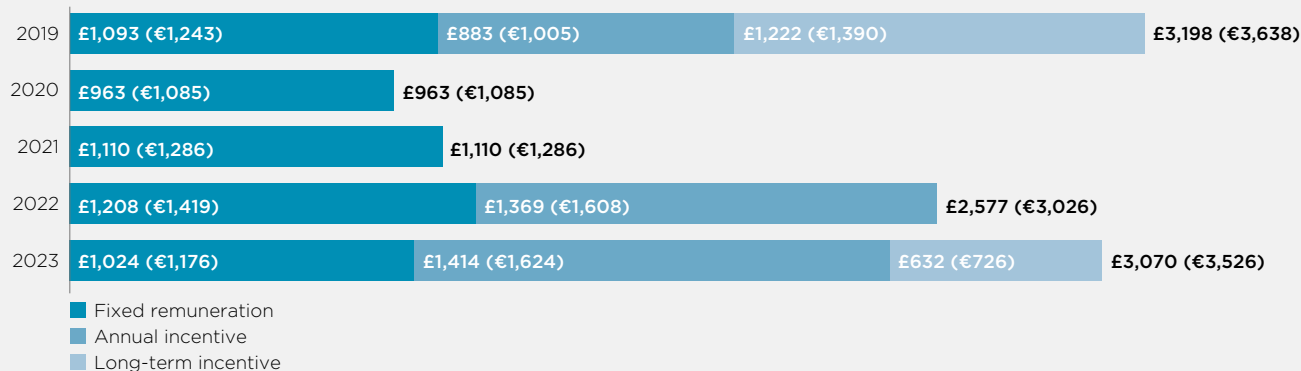 2019 £1,093 (€1,243) £883 (€1,005) £1,222 (€1,390) £3,198 (€3,638)
2020 £963 (€1,085) £963 (€1,085)
2021 £1,110 (€1,286) £1,110 (€1,286)
2022 £1,208 (€1,419) £1,369 (€1,608) £2,577 (€3,026)
2023 £1,024 (€1,176) £1,414 (€1,624) £632 (€726) £3,070 (€3,526)
Fixed remuneration
Annual incentive
Long-term incentive